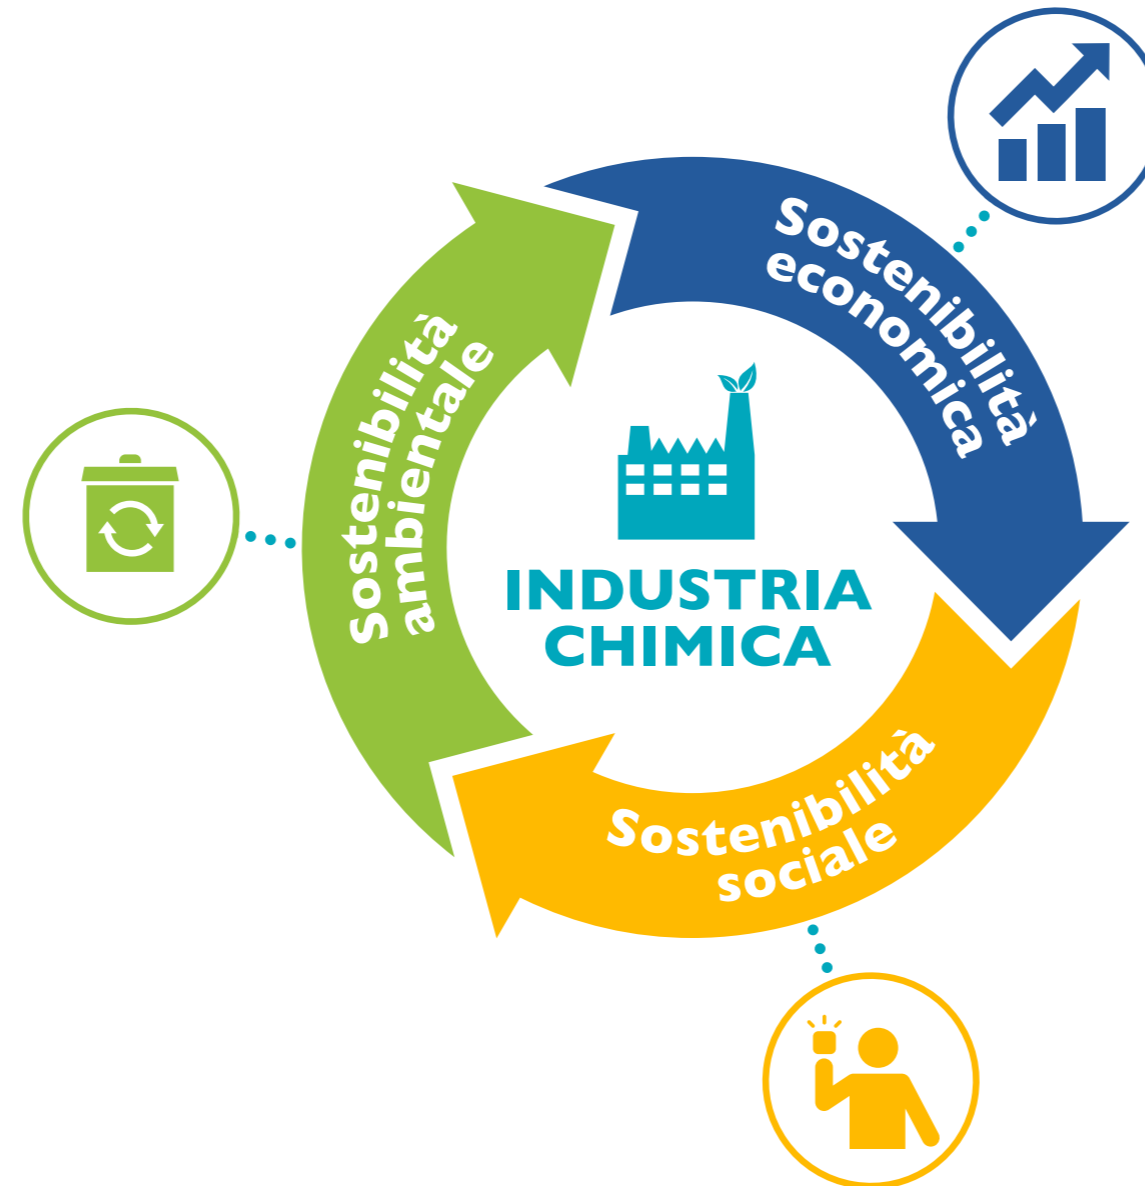 Sostenibilità
economica
Sostenibilità
ambientale
INDUSTRIA
CHIMICA
Sostenibilità
sociale